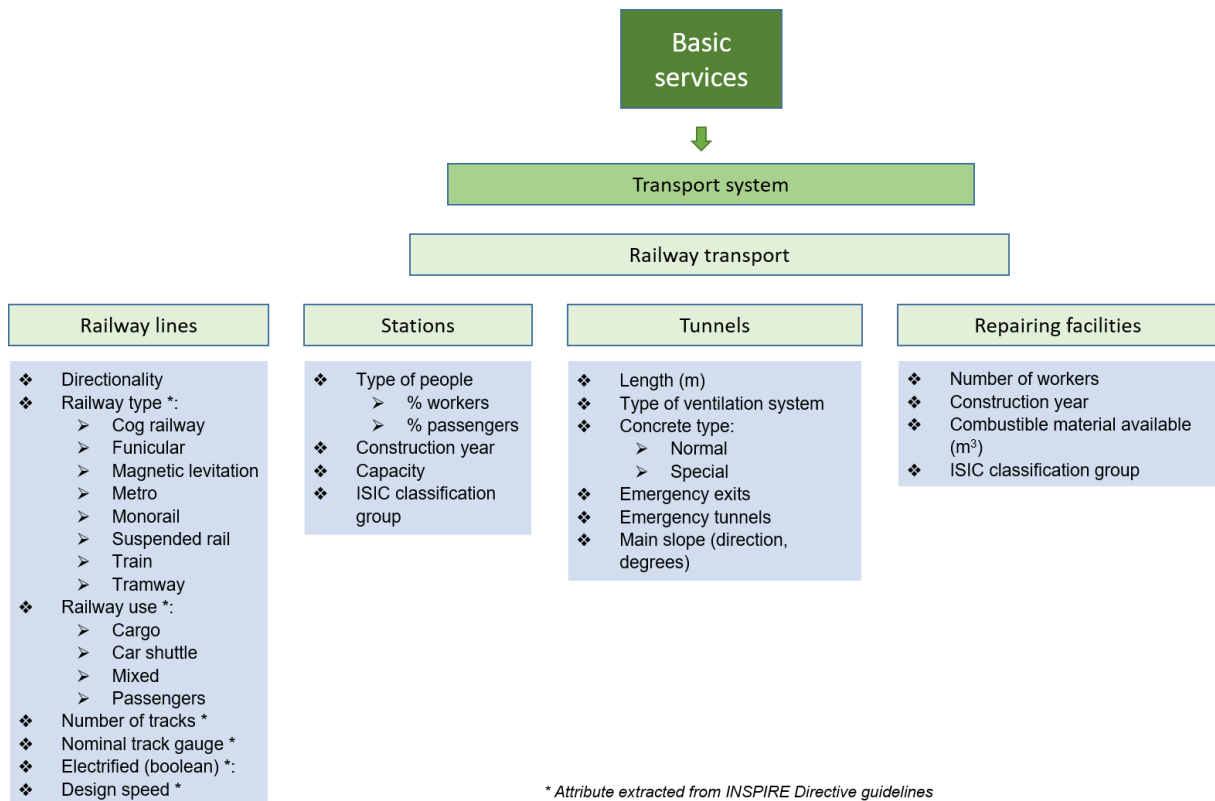 Basic
services
Transport system
Railway transport
Railway lines
❖ Directionality
❖ Railway type *:
➢ Cog railway
➢ Funicular
➢ Magnetic levitation
➢ Metro
➢ Monorail
➢ Suspended rail
➢ Train
➢ Tramway
❖ Railway use *:
➢ Cargo
➢ Car shuttle
➢ Mixed
➢ Passengers
❖ Number of tracks *
❖ Nominal track gauge *
❖ Electrified (boolean) *:
❖ Design speed *
Stations
❖ Type of people
➢ % workers
➢ % passengers
❖ Construction year
❖ Capacity
❖ ISIC classification
group
Tunnels
❖ Length (m)
❖ Type of ventilation system
❖ Concrete type:
➢ Normal
➢ Special
❖ Emergency exits
❖ Emergency tunnels
❖ Main slope (direction,
degrees)
Repairing facilities
❖ Number of workers
❖ Construction year
❖ Combustible material available
(m³)
❖ ISIC classification group
* Attribute extracted from INSPIRE Directive guidelines